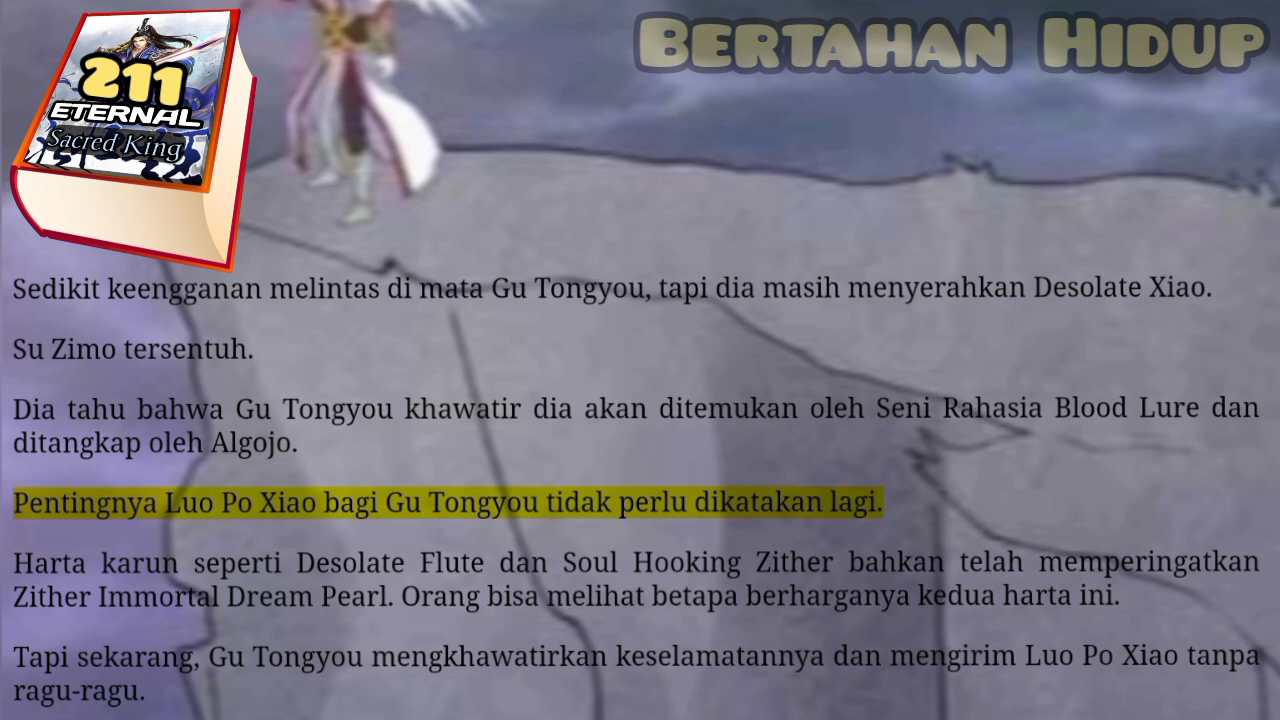 211
ETERNAL
Sacred King
BERTAHAN HIDUP
Sedikit keengganan melintas di mata Gu Tongyou, tapi dia masih menyerahkan Desolate Xiao.
Su Zimo tersentuh.
Dia tahu bahwa Gu Tongyou khawatir dia akan ditemukan oleh Seni Rahasia Blood Lure dan
ditangkap oleh Algojo.
Pentingnya Luo Po Xiao bagi Gu Tongyou tidak perlu dikatakan lagi.
Harta karun seperti Desolate Flute dan Soul Hooking Zither bahkan telah memperingatkan
Zither Immortal Dream Pearl. Orang bisa melihat betapa berharganya kedua harta ini.
Tapi sekarang, Gu Tongyou mengkhawatirkan keselamatannya dan mengirim Luo Po Xiao tanpa
ragu-ragu.